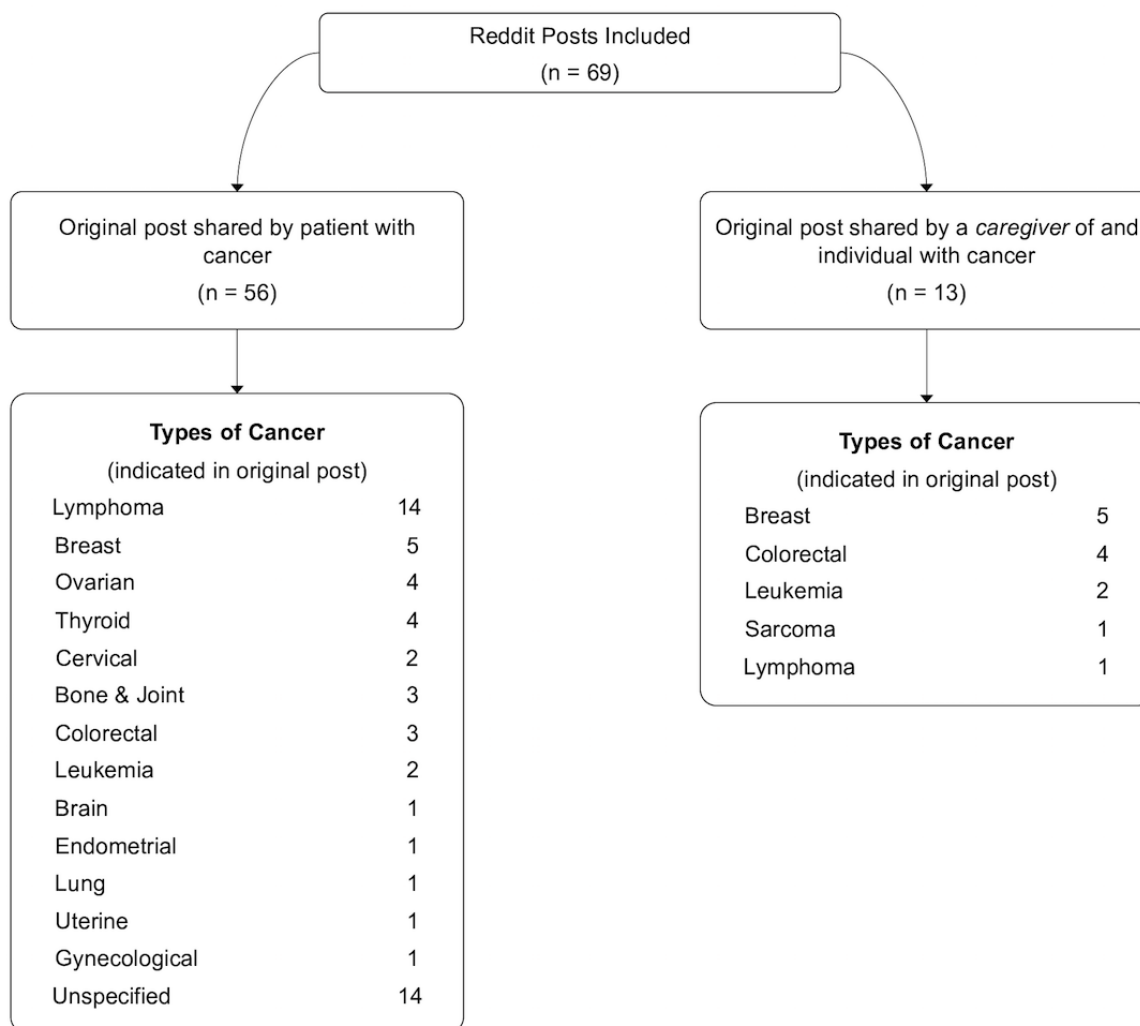 Reddit Posts Included
(n = 69)
Original post shared by patient with
cancer
(n = 56)
Original post shared by a caregiver of and
individual with cancer
(n = 13)
Types of Cancer
(indicated in original post)
Lymphoma 14
Breast 5
Ovarian 4
Thyroid 4
Cervical 2
Bone & Joint 3
Colorectal 3
Leukemia 2
Brain 1
Endometrial 1
Lung 1
Uterine 1
Gynecological 1
Unspecified 14
Types of Cancer
(indicated in original post)
Breast 5
Colorectal 4
Leukemia 2
Sarcoma 1
Lymphoma 1